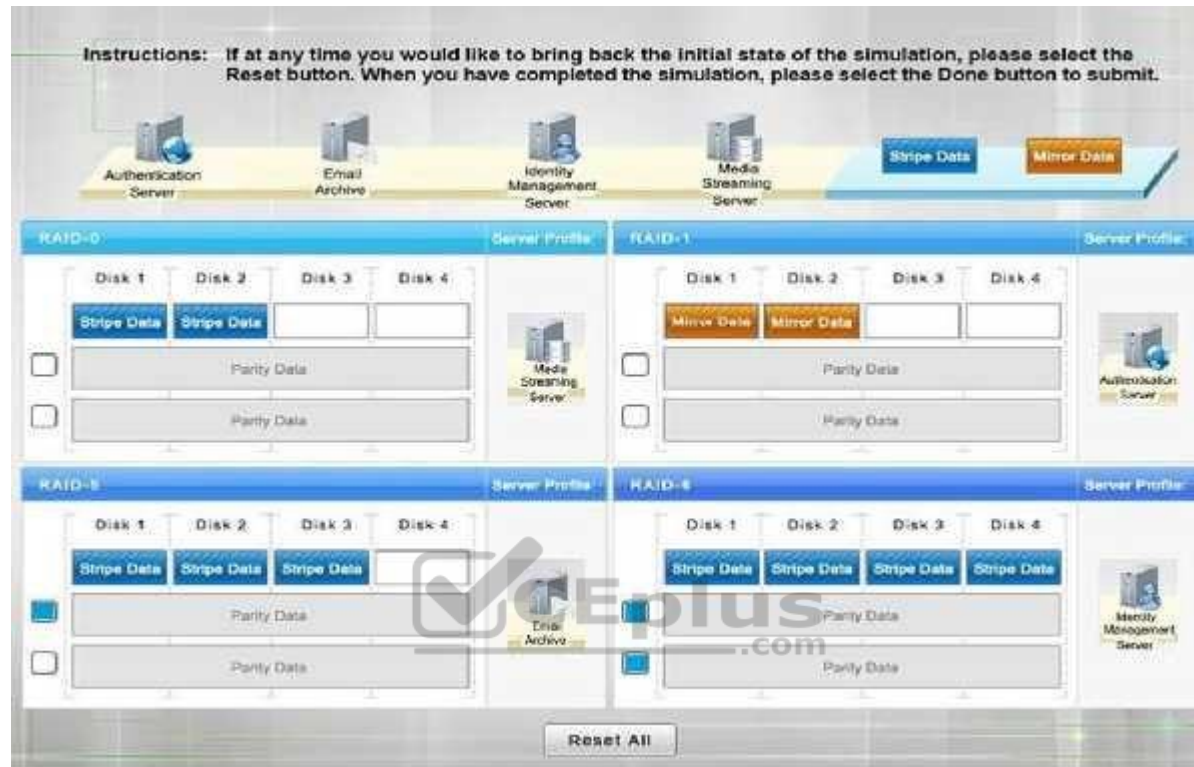 Instructions: If at any time you would like to bring back the initial state of the simulation, please select the
Reset button. When you have completed the simulation, please select the Done button to submit.
Authentication
Server
Email
Archive
Identity
Management
Server
Media
Streaming
Server
Stripe Data
Mirror Data
RAID-0
Server Profile:
Disk 1 Disk 2 Disk 3 Disk 4
Stripe Data Stripe Data
Parity Data
Parity Data
Media
Streaming
Server
RAID-1
Server Profile:
Disk 1 Disk 2 Disk 3 Disk 4
Mirror Data Mirror Data
Parity Data
Parity Data
Authentication
Server
RAID-5
Server Profile
Disk 1 Disk 2 Disk 3 Disk 4
Stripe Data Stripe Data Stripe Data
Parity Data
Parity Data
Email
Archive
RAID-6
Server Profile:
Disk 1 Disk 2 Disk 3 Disk 4
Stripe Data Stripe Data Stripe Data Stripe Data
Parity Data
Parity Data
Identity
Management
Server
CEplus
.com
Reset All